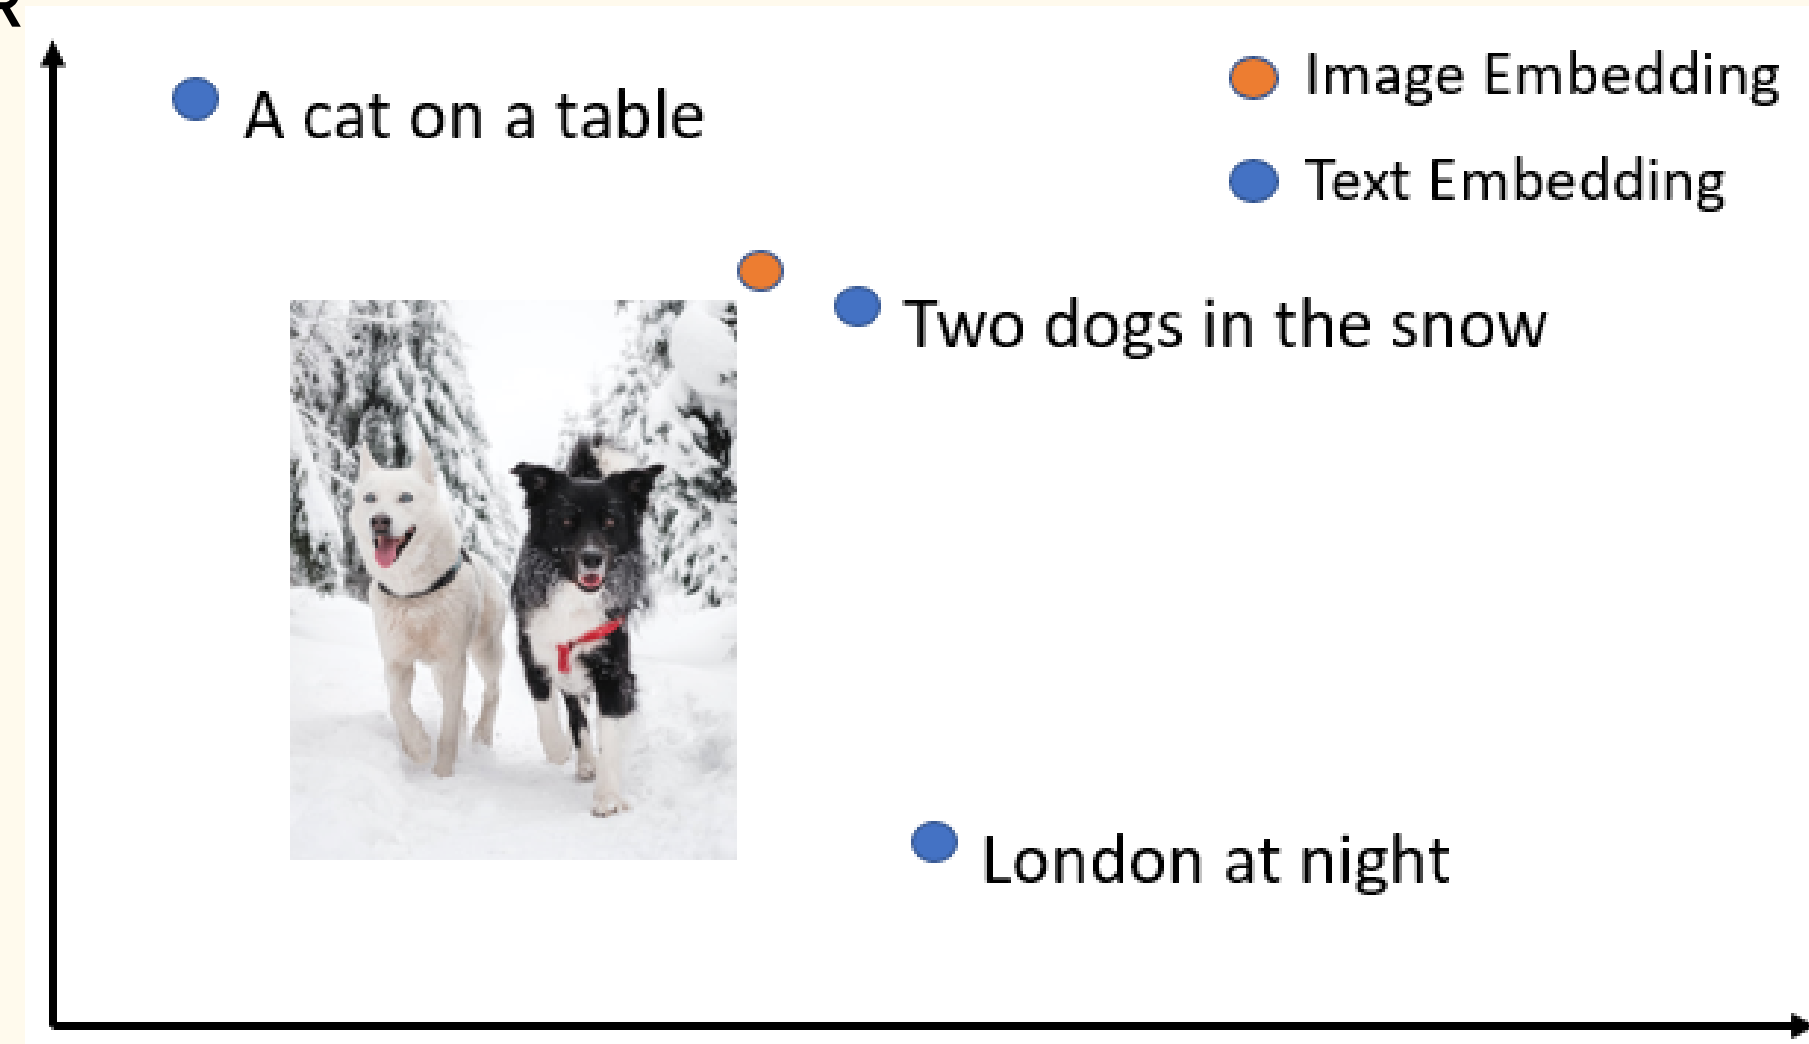 R
A cat on a table
Image Embedding
Text Embedding
Two dogs in the snow
London at night